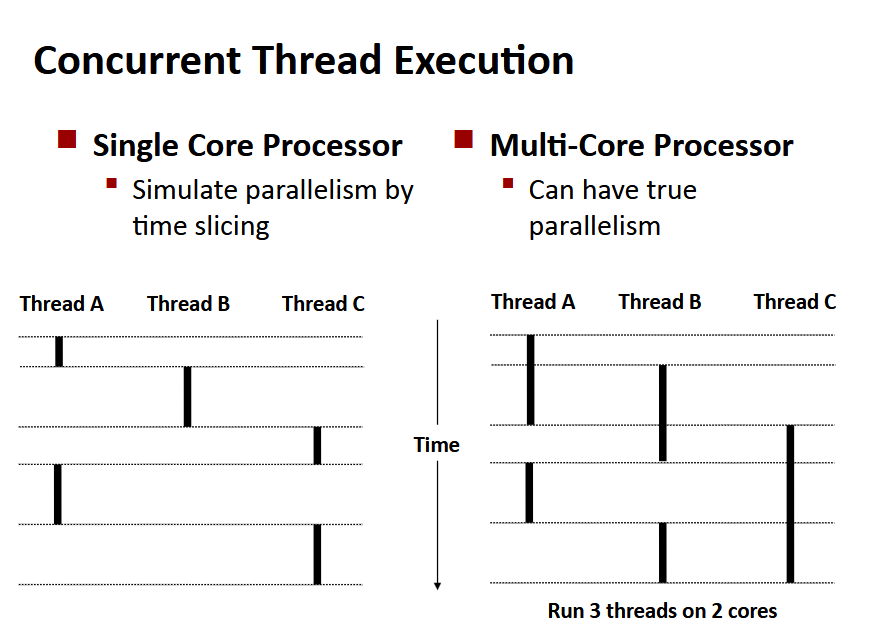 Concurrent Thread Execution
Single Core Processor
Simulate parallelism by
time slicing
Multi-Core Processor
Can have true
parallelism
Thread A Thread B Thread C
Time
Thread A Thread B Thread C
Run 3 threads on 2 cores